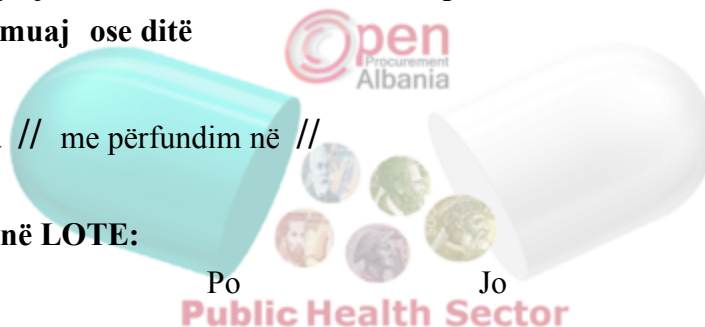 muaj ose ditë
Open
Procurement
Albania
// me përfundim në //
në LOTE:
Po Jo
Public Health Sector